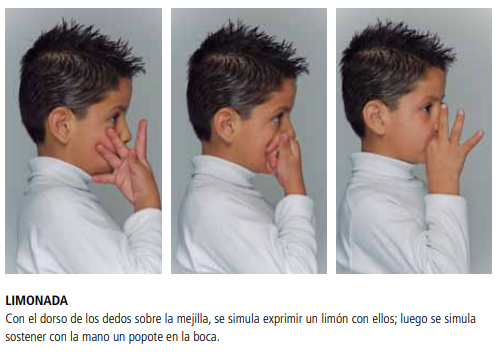 LIMONADA
Con el dorso de los dedos sobre la mejilla, se simula exprimir un limón con ellos; luego se simula
sostener con la mano un popote en la boca.